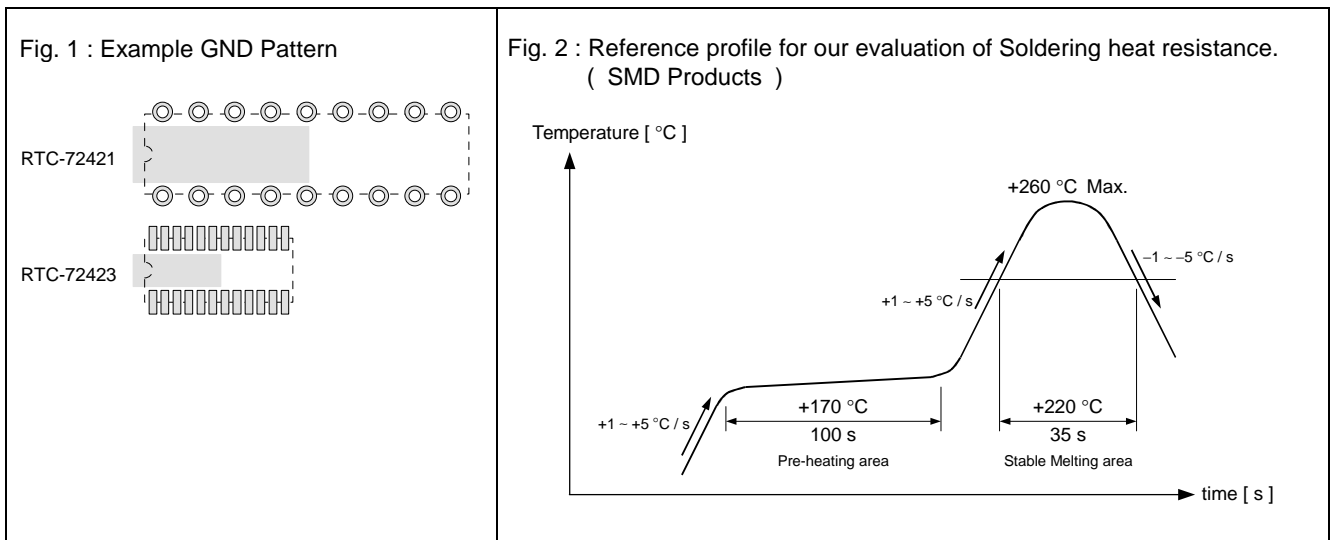 Fig. 1 : Example GND Pattern
RTC-72421
RTC-72423
Fig. 2 : Reference profile for our evaluation of Soldering heat resistance.
( SMD Products )
Temperature [ °C ]
+260 °C Max.
−1 ~ −5 °C / s
+1 ~ +5 °C / s
+1 ~ +5 °C / s
+170 °C
100 s
Pre-heating area
+220 °C
35 s
Stable Melting area
time [ s ]